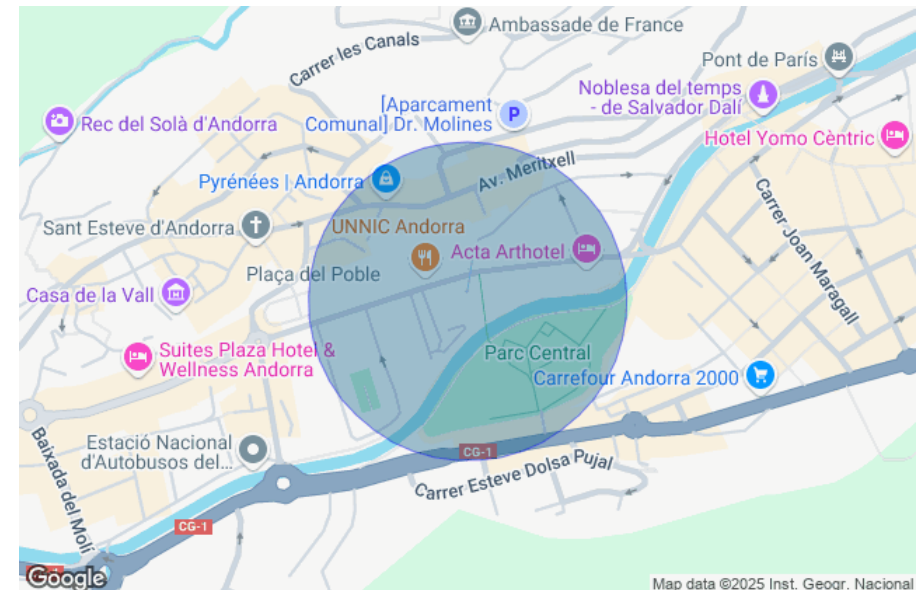 Ambassade de France
Carrer les Canals
Pont de París
Noblesa del temps
- de Salvador Dalí
[Aparcament
Comunal] Dr. Molines
P
Rec del Solà d'Andorra
Hotel Yomo Cèntric
Av. Meritxell
Pyrénées | Andorra
Carrer Joan Maragall
Sant Esteve d'Andorra
UNNIC Andorra
Acta Arthotel
Plaça del Poble
Casa de la Vall
Suites Plaza Hotel &
Wellness Andorra
Parc Central
Carrefour Andorra 2000
Estació Nacional
d'Autobusos del...
CG-1
Carrer Esteve Dolsa Pujal
Baixada del Molí
CG-1
Google
Map data ©2025 Inst. Geogr. Nacional